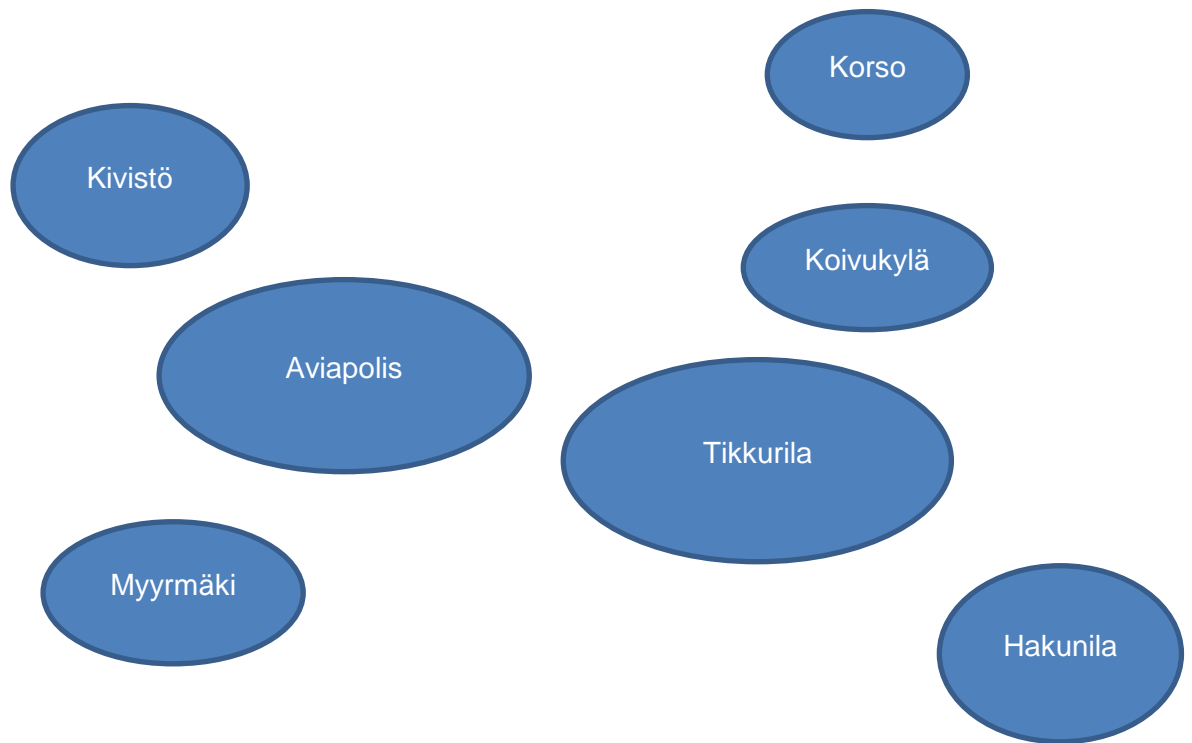 Korso
Kivistö
Koivukylä
Aviapolis
Tikkurila
Myyrmäki
Hakunila